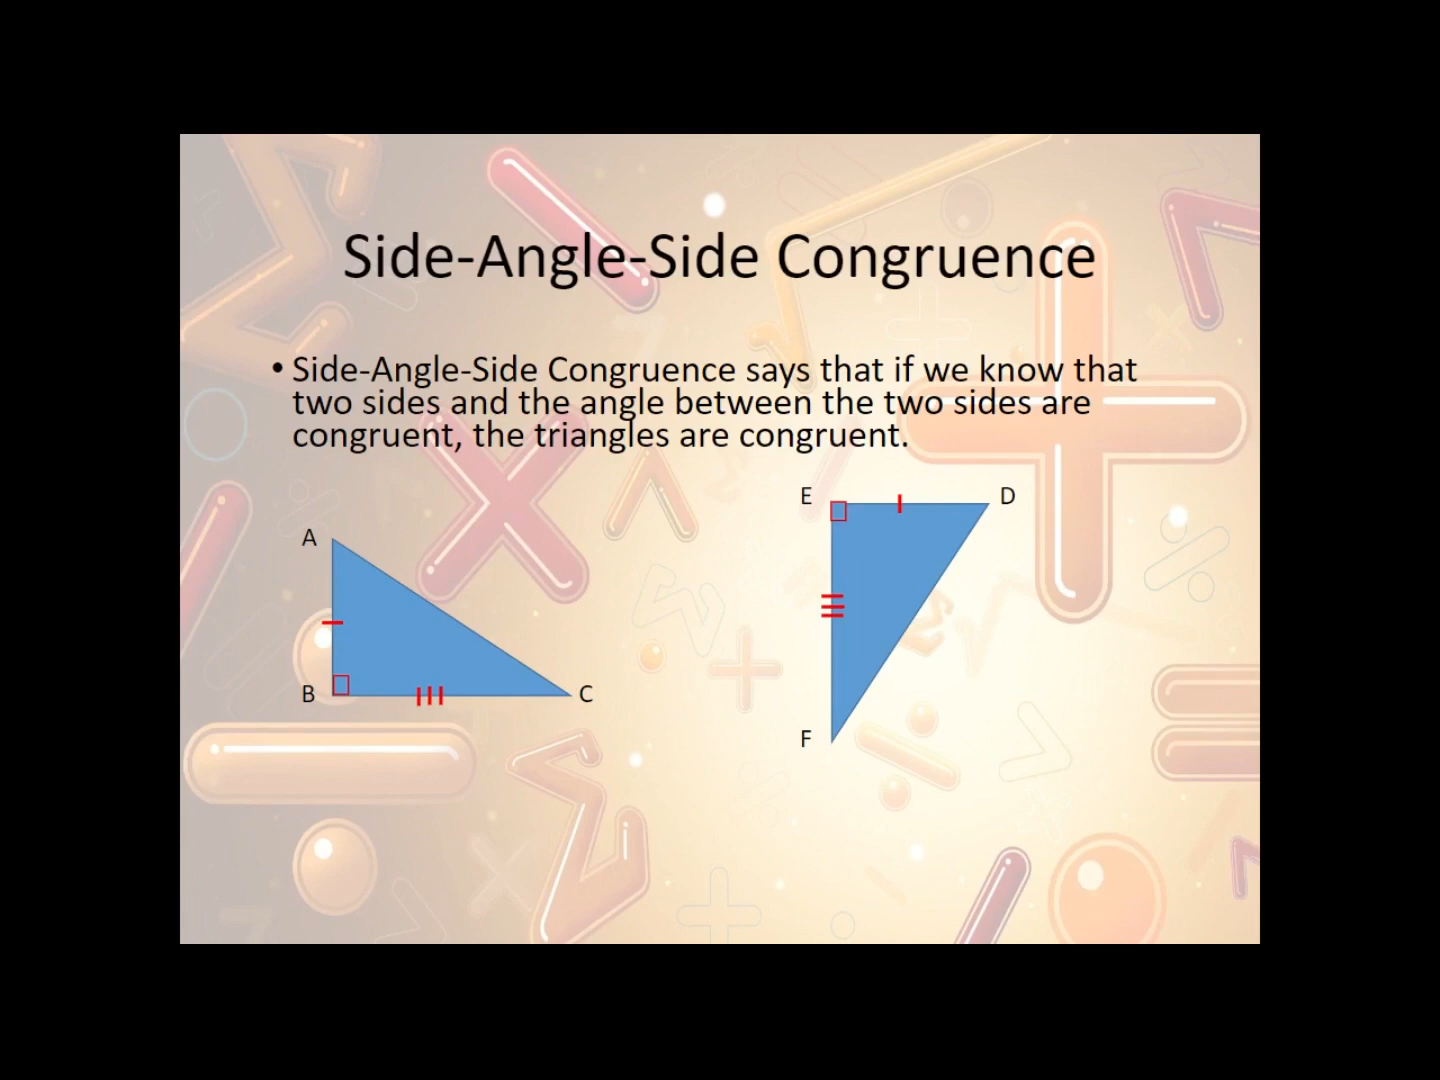 Side-Angle-Side Congruence
• Side-Angle-Side Congruence says that if we know that
two sides and the angle between the two sides are
congruent, the triangles are congruent.
E D
A
B C
F